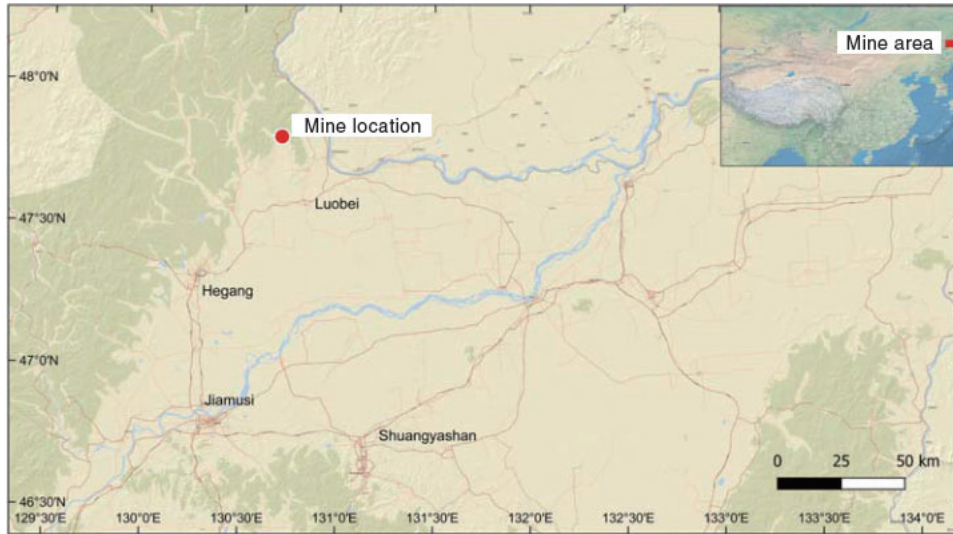 Mine area
48°0'N
Mine location
Luobei
47°30'N
Hegang
47°0'N
Jiamusi
Shuangyashan
0 25 50 km
46°30'N
129°30'E 130°0'E 130°30'E 131°0'E 131°30'E 132°0'E 132°30'E 133°0'E 133°30'E 134°0'E